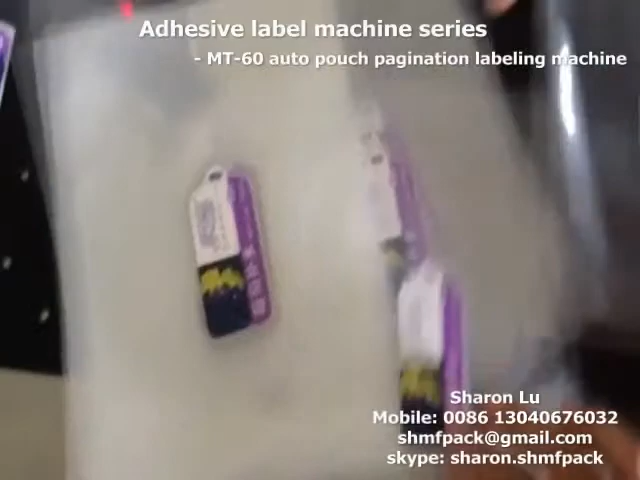 Adhesive label machine series
- MT-60 auto pouch pagination labeling machine
Sharon Lu
Mobile: 0086 13040676032
shmfpack@gmail.com
skype: sharon.shmfpack